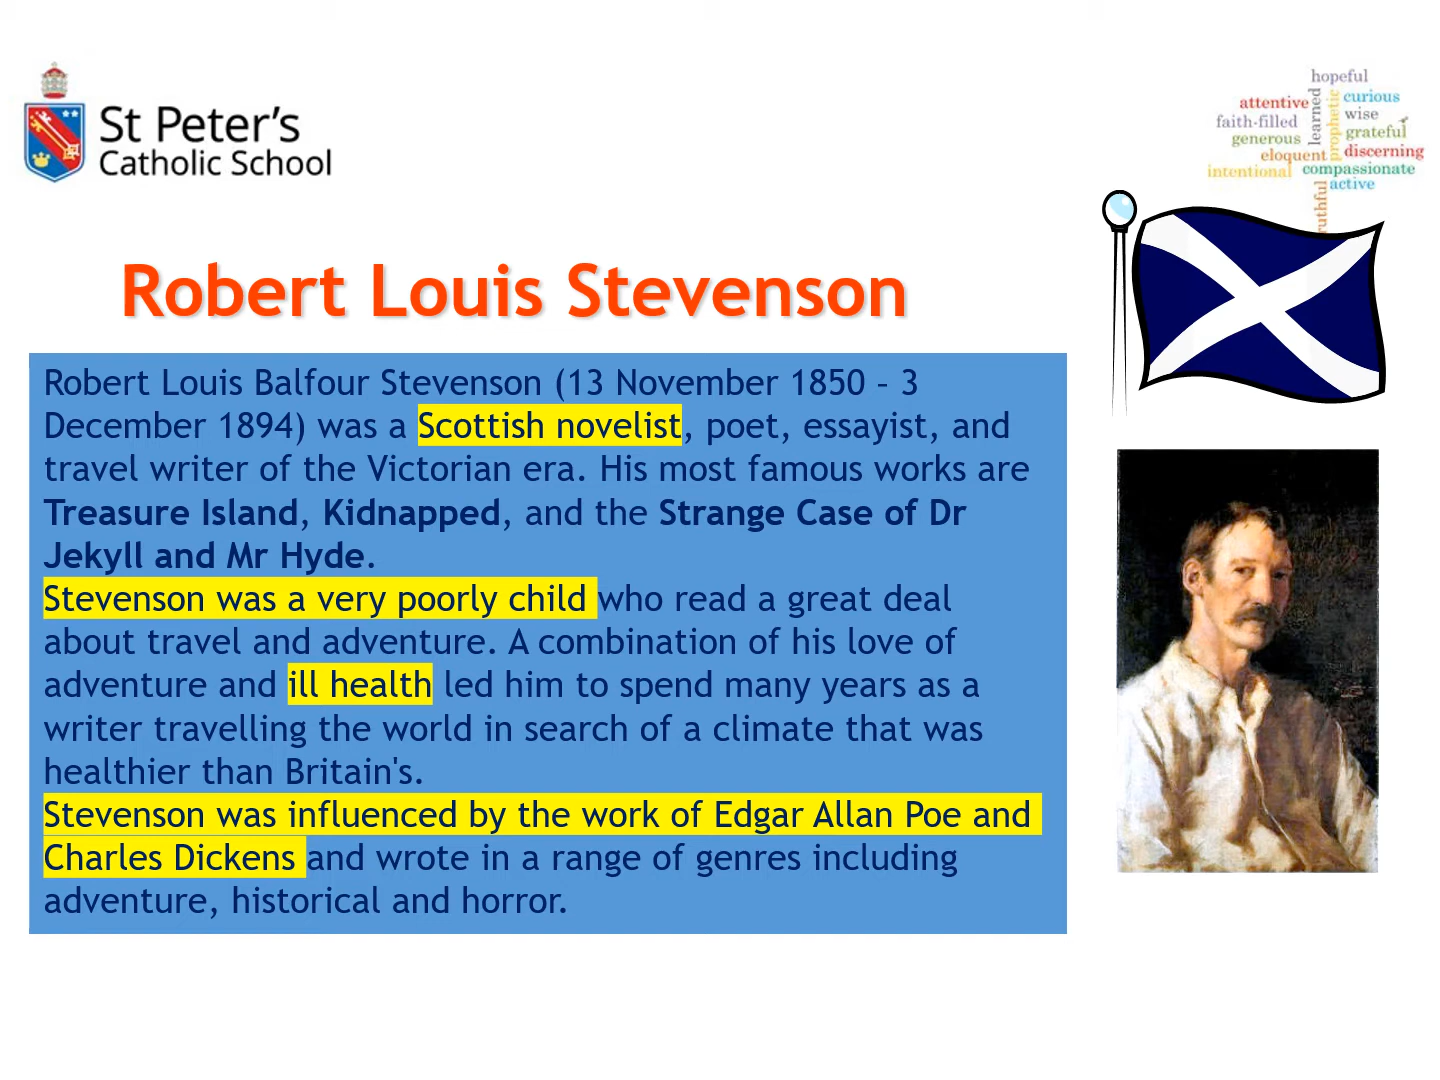 St Peter's
Catholic School
hopeful
attentive
learned
prophetic
curious
faith-filled
wise
generous
grateful
eloquent
discerning
intentional
compassionate
active
ruthful
Robert Louis Stevenson
Robert Louis Balfour Stevenson (13 November 1850 – 3
December 1894) was a Scottish novelist, poet, essayist, and
travel writer of the Victorian era. His most famous works are
Treasure Island, Kidnapped, and the Strange Case of Dr
Jekyll and Mr Hyde.
Stevenson was a very poorly child who read a great deal
about travel and adventure. A combination of his love of
adventure and ill health led him to spend many years as a
writer travelling the world in search of a climate that was
healthier than Britain's.
Stevenson was influenced by the work of Edgar Allan Poe and
Charles Dickens and wrote in a range of genres including
adventure, historical and horror.